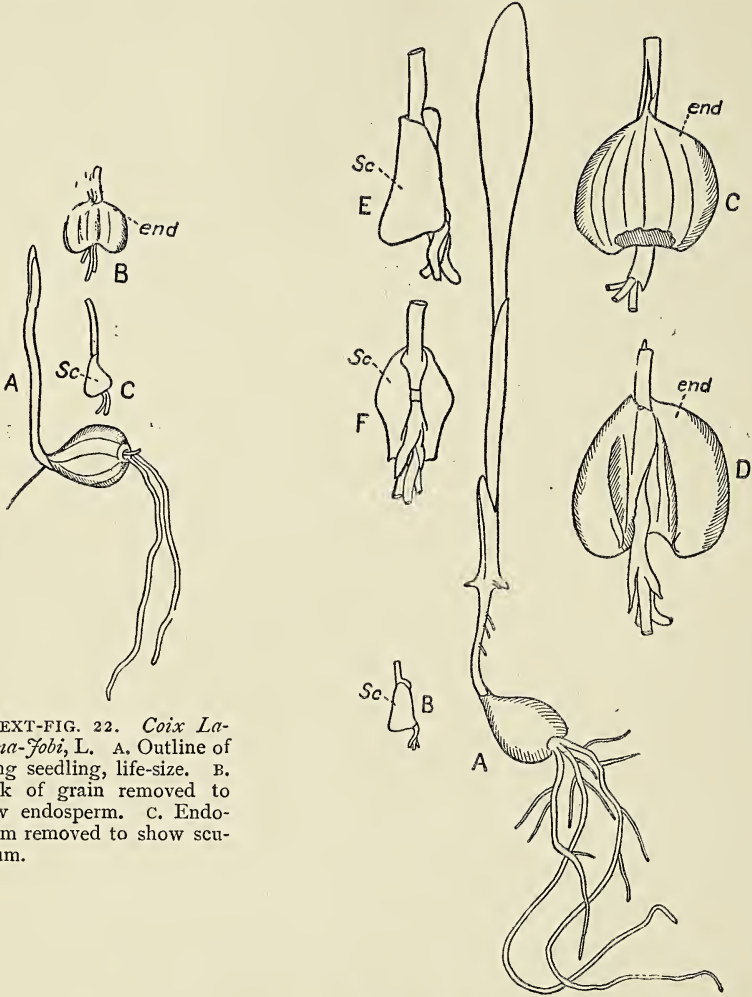 end
B
A
Sc
C
EXT-FIG. 22. Coix La-
a-Jobi, L. A. Outline of
ng seedling, life-size. B.
k of grain removed to
w endosperm. C. Endo-
m removed to show scu-
um.
Sc
E
end
C
Sc
F
end
D
Sc
B
A